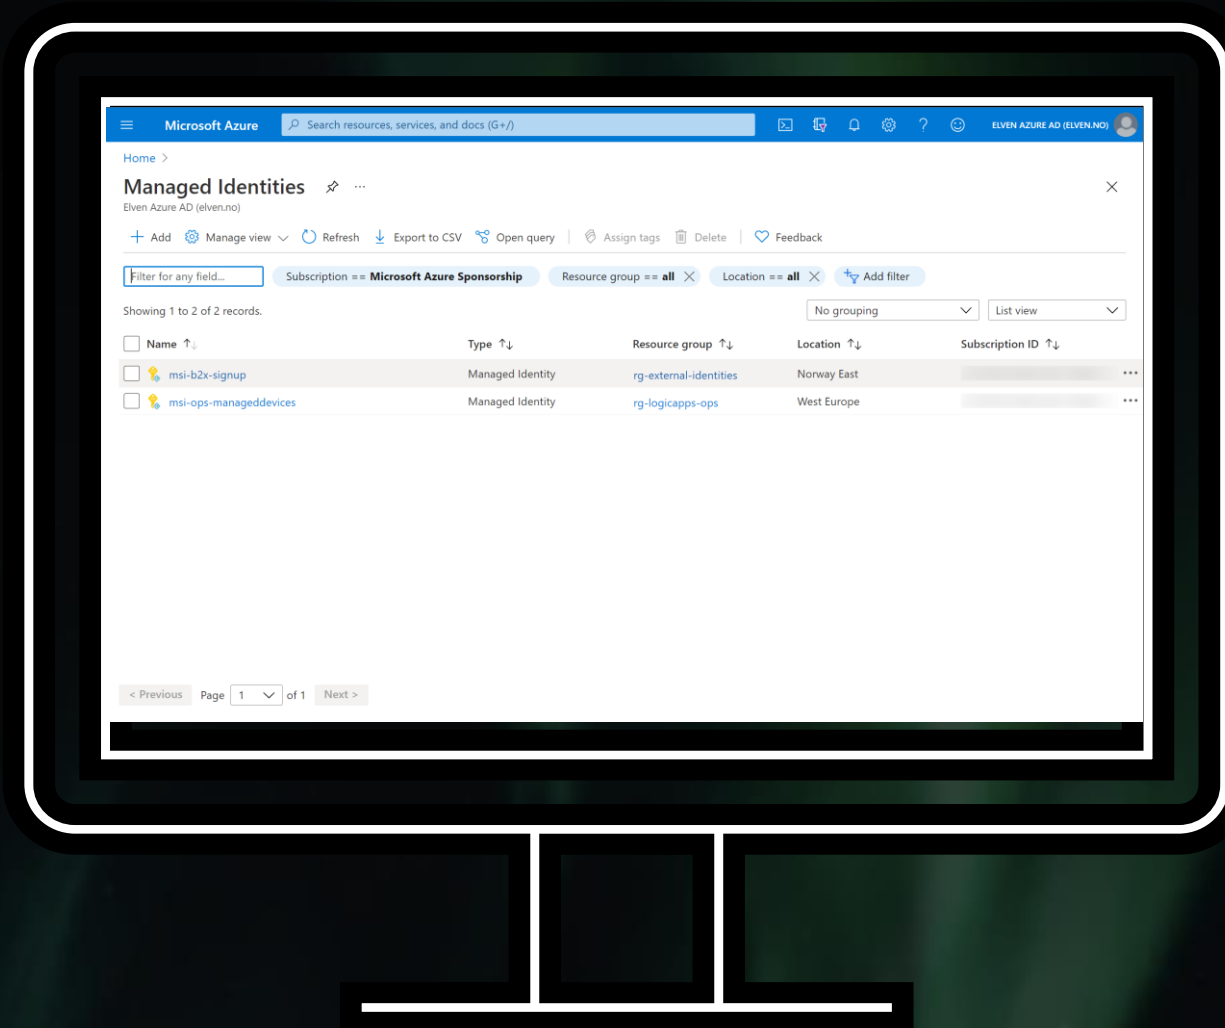 Microsoft Azure Search resources, services, and docs (G+/) ELVEN AZURE AD (ELVEN.NO)
Home >
Managed Identities ...
Elven Azure AD (elven.no)
+ Add Manage view Refresh Export to CSV Open query Assign tags Delete Feedback
Filter for any field... Subscription == Microsoft Azure Sponsorship Resource group == all Location == all Add filter
Showing 1 to 2 of 2 records. No grouping List view
Name ↑↓ Type ↑↓ Resource group ↑↓ Location ↑↓ Subscription ID ↑↓
msi-b2x-signup Managed Identity rg-external-identities Norway East ...
msi-ops-manageddevices Managed Identity rg-logicapps-ops West Europe ...
< Previous Page 1 of 1 Next >